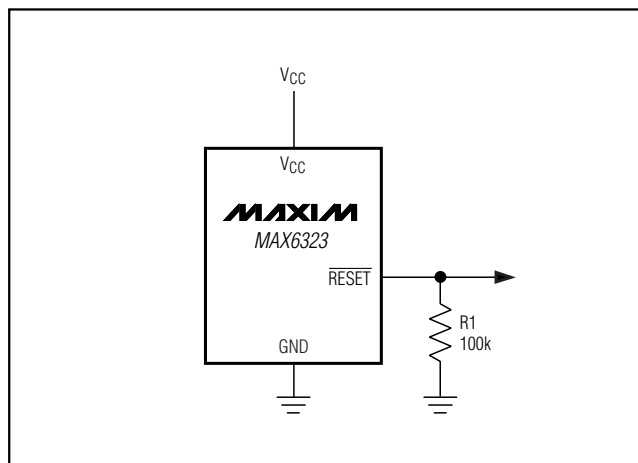 VCC
VCC
MAXIM
MAX6323
RESET
R1
100k
GND